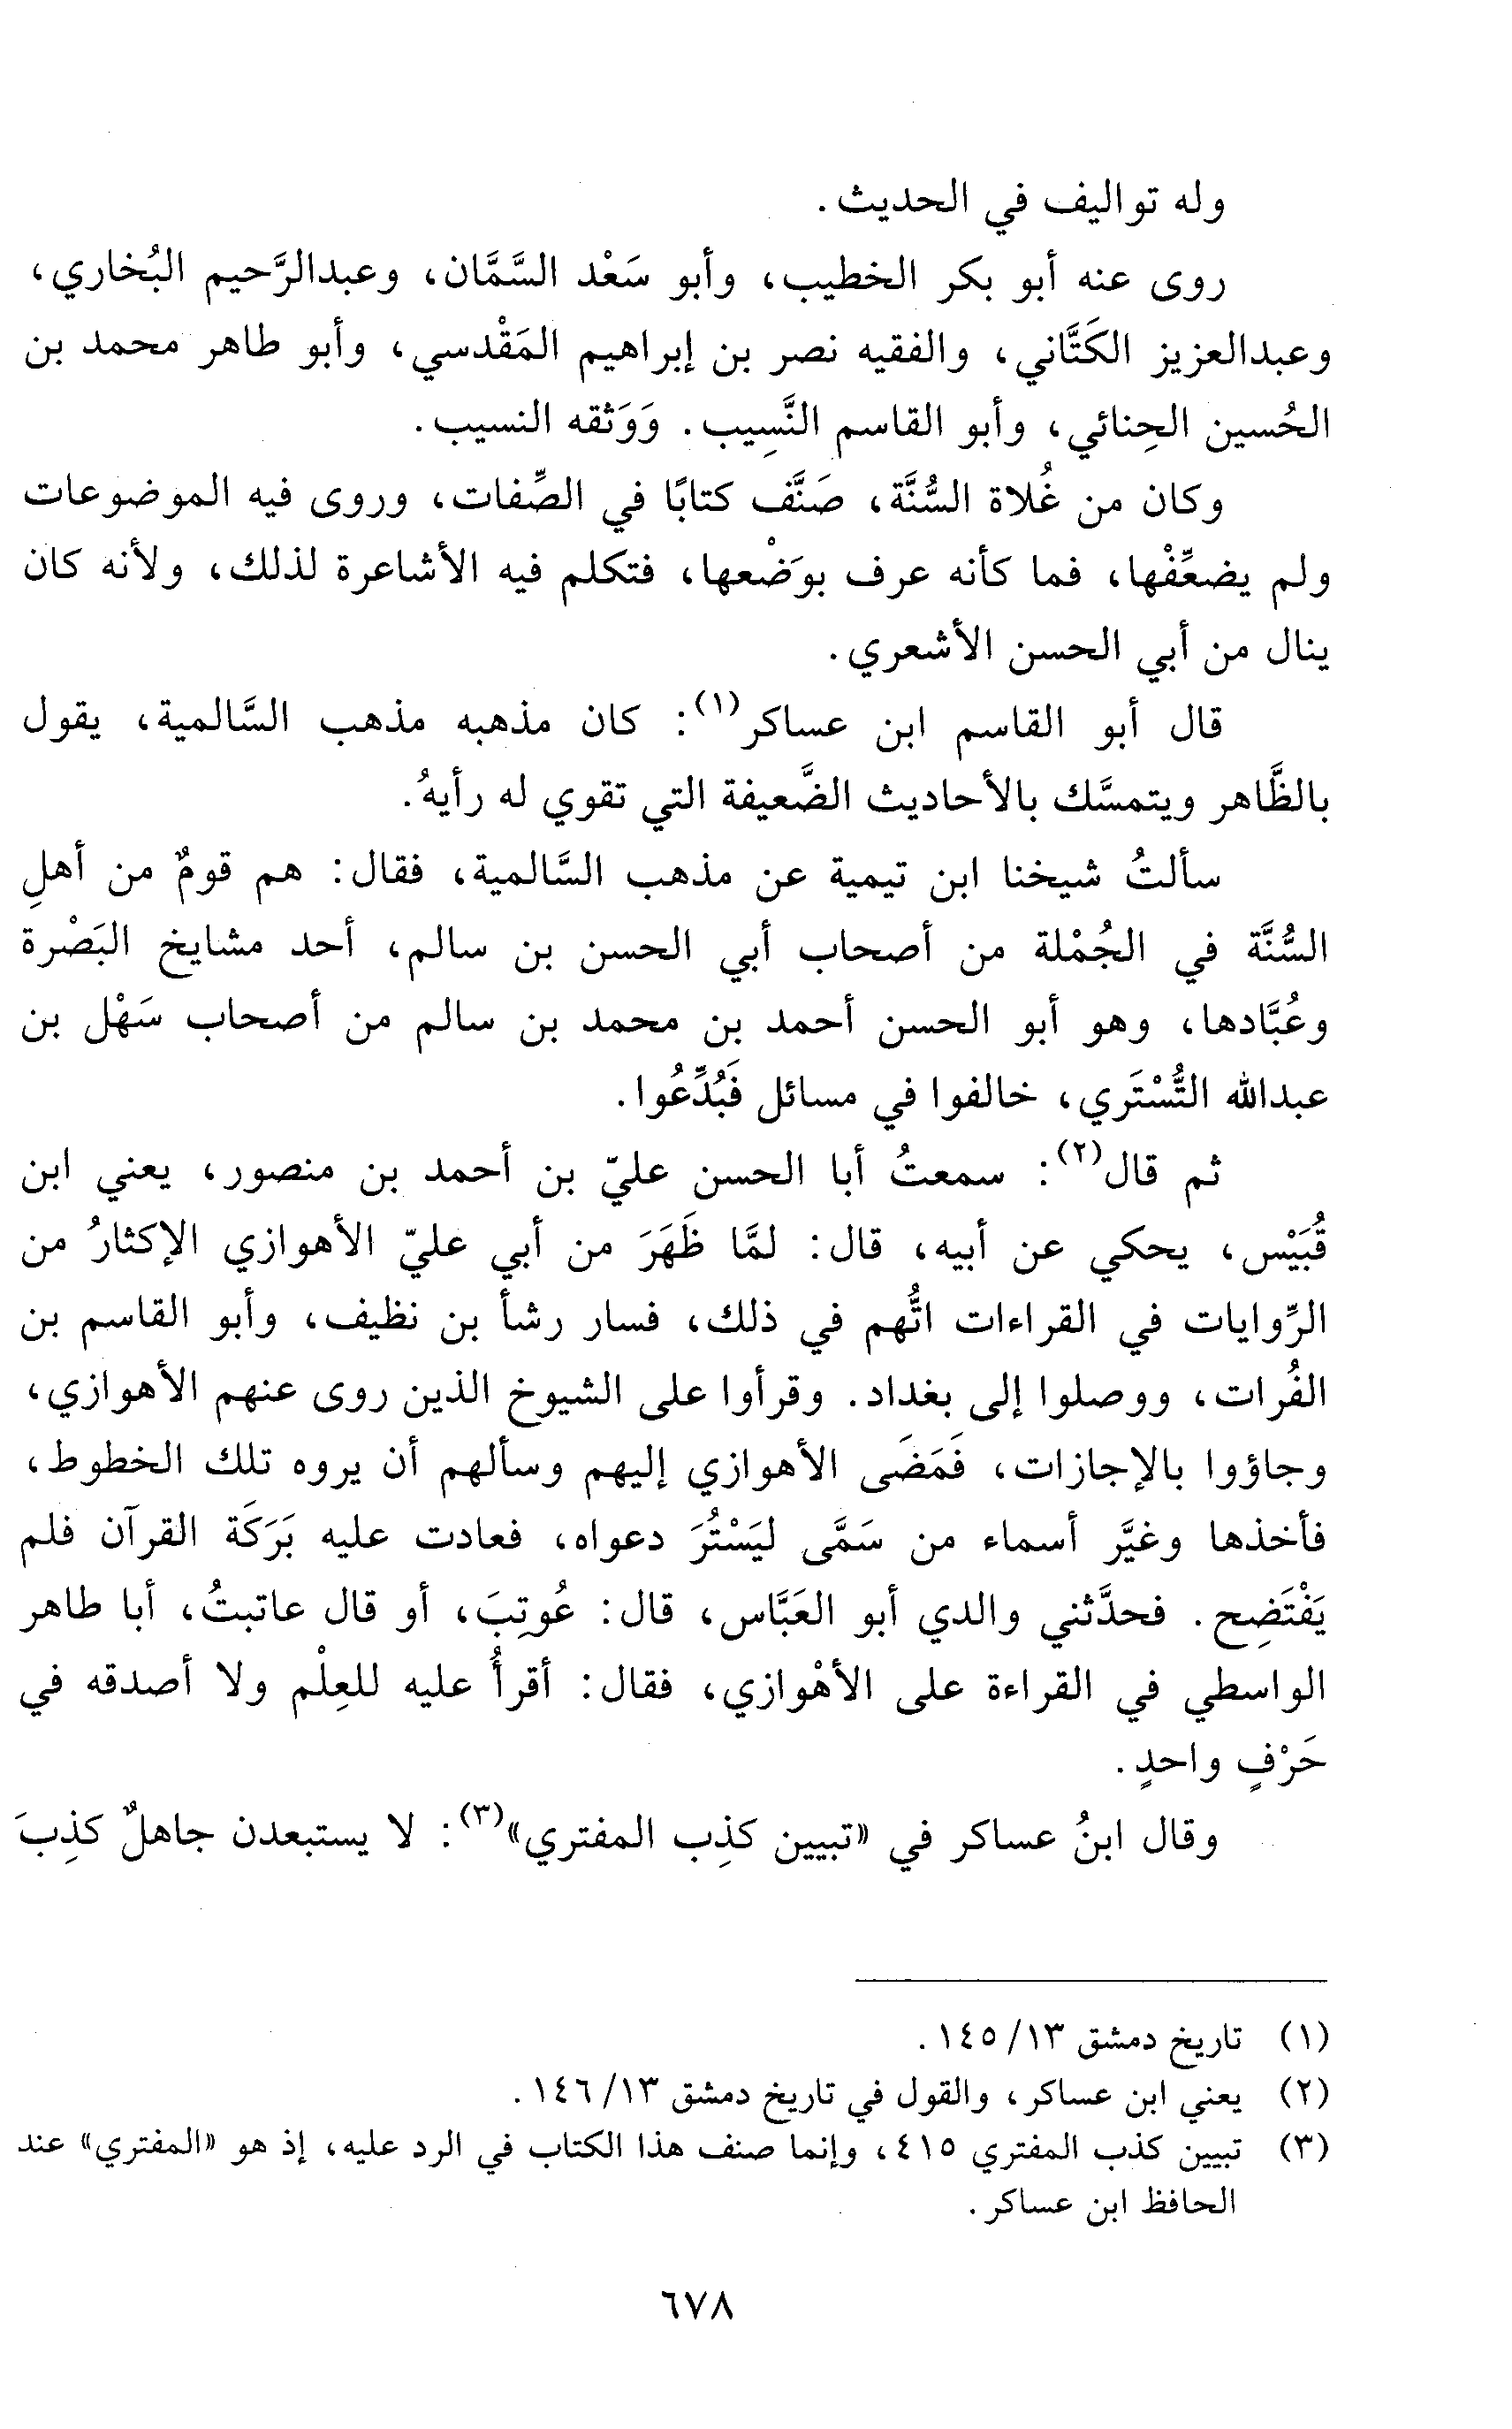 وله تواليف في الحديث.
روى عنه أبو بكر الخطيب، وأبو سَعْد السَّمَّان، وعبدالرَّحيم البُخاري،
وعبدالعزيز الكَتَّاني، والفقيه نصر بن إبراهيم المَقْدسي، وأبو طاهر محمد بن
الحُسين الحِنائي، وأبو القاسم النَّسِيب. وَوَثقه النسيب.
وكان من غُلاة السُّنَّة، صَنَّف كتابًا في الصِّفات، وروى فيه الموضوعات
ولم يضعِّفْها، فما كأنه عرف بوَضْعها، فتكلم فيه الأشاعرة لذلك، ولأنه كان
ينال من أبي الحسن الأشعري.
قال أبو القاسم ابن عساكر(١): كان مذهبه مذهب السَّالمية، يقول
بالظَّاهر ويتمسَّك بالأحاديث الضَّعيفة التي تقوي له رأيهُ.
سألتُ شيخنا ابن تيمية عن مذهب السَّالمية، فقال: هم قومٌ من أهلِ
السُّنَّة في الجُمْلة من أصحاب أبي الحسن بن سالم، أحد مشايخ البَصْرة
وعُبَّادها، وهو أبو الحسن أحمد بن محمد بن سالم من أصحاب سَهْل بن
عبدالله التُّسْتَري، خالفوا في مسائل فَبُدِّعُوا.
ثم قال(٢): سمعتُ أبا الحسن عليّ بن أحمد بن منصور، يعني ابن
قُبَيْس، يحكي عن أبيه، قال: لمَّا ظَهَرَ من أبي عليّ الأهوازي الإكثارُ من
الرِّوايات في القراءات اتُّهم في ذلك، فسار رشأ بن نظيف، وأبو القاسم بن
الفُرات، ووصلوا إلى بغداد. وقرأوا على الشيوخ الذين روى عنهم الأهوازي،
وجاؤوا بالإجازات، فَمَضَى الأهوازي إليهم وسألهم أن يروه تلك الخطوط،
فأخذها وغيَّر أسماء من سَمَّى ليَسْتُرَ دعواه، فعادت عليه بَرَكَة القرآن فلم
يَفْتَضِح. فحدَّثني والدي أبو العَبَّاس، قال: عُوتِبَ، أو قال عاتبتُ، أبا طاهر
الواسطي في القراءة على الأهْوازي، فقال: أقرأُ عليه للعِلْم ولا أصدقه في
حَرْفٍ واحدٍ.
وقال ابنُ عساكر في «تبيين كذِب المفتري»(٣): لا يستبعدن جاهلٌ كذِبَ
(١) تاريخ دمشق ١٣/ ١٤٥.
(٢) يعني ابن عساكر، والقول في تاريخ دمشق ١٣/ ١٤٦.
(٣) تبيين كذب المفتري ٤١٥، وإنما صنف هذا الكتاب في الرد عليه، إذ هو «المفتري» عند
الحافظ ابن عساكر.
٦٧٨